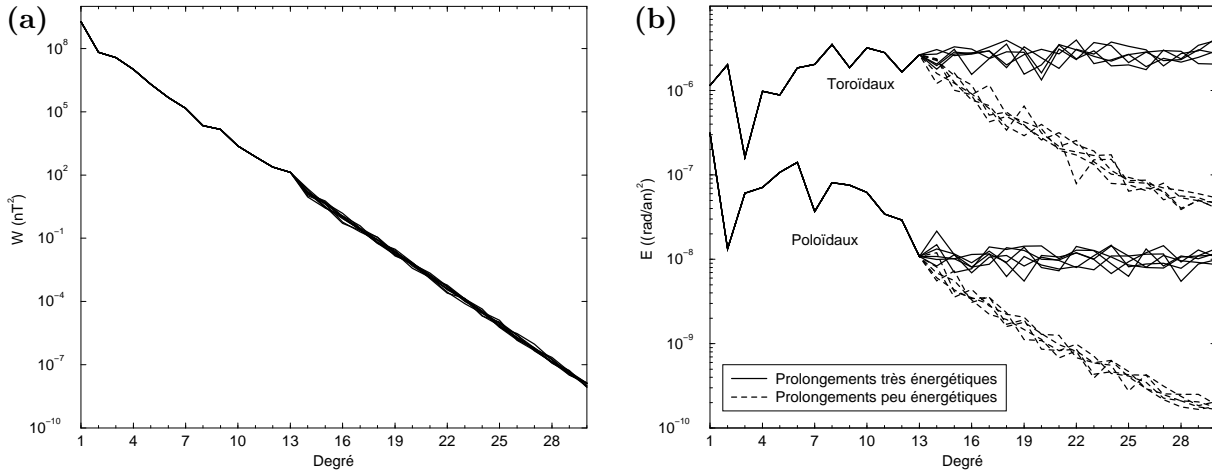 (a)
10^8
10^5
10^2
10^−1
10^−4
10^−7
10^−10
W (nT^2)
1 4 7 10 13 16 19 22 25 28
Degré
(b)
10^−6
10^−7
10^−8
10^−9
10^−10
E ((rad/an)^2)
Toroïdaux
Poloïdaux
Prolongements très énergétiques
Prolongements peu énergétiques
1 4 7 10 13 16 19 22 25 28
Degré